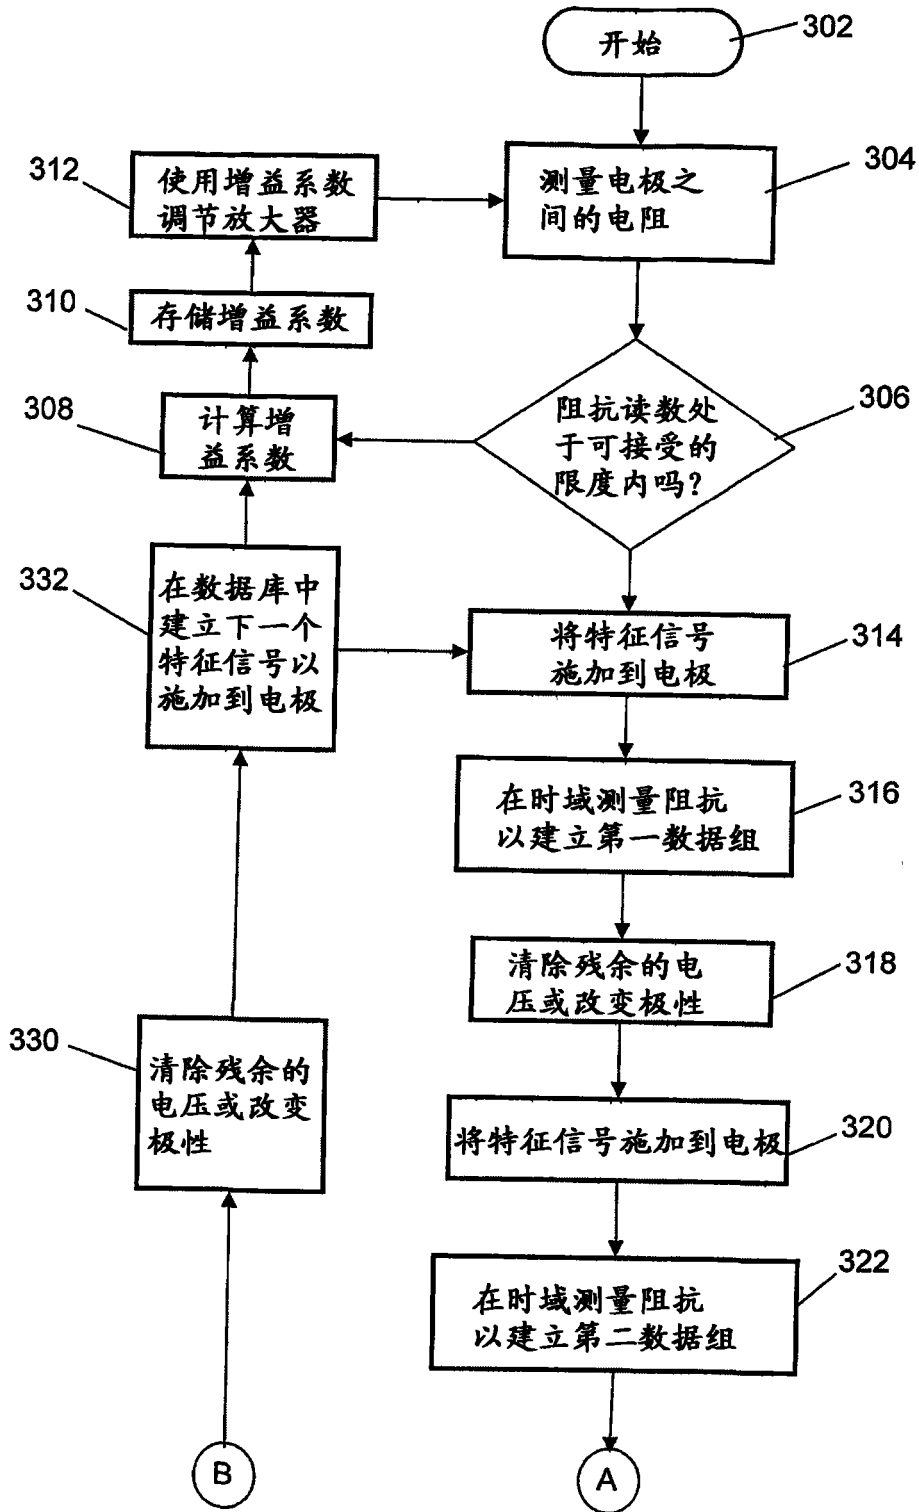 开始
302
312
使用增益系数
调节放大器
测量电极之
间的电阻
304
310
存储增益系数
308
计算增
益系数
阻抗读数处
于可接受的
限度内吗?
306
332
在数据库中
建立下一个
特征信号以
施加到电极
将特征信号
施加到电极
314
在时域测量阻抗
以建立第一数据组
316
清除残余的电
压或改变极性
318
330
清除残余的
电压或改变
极性
将特征信号施加到电极
320
在时域测量阻抗
以建立第二数据组
322
B
A